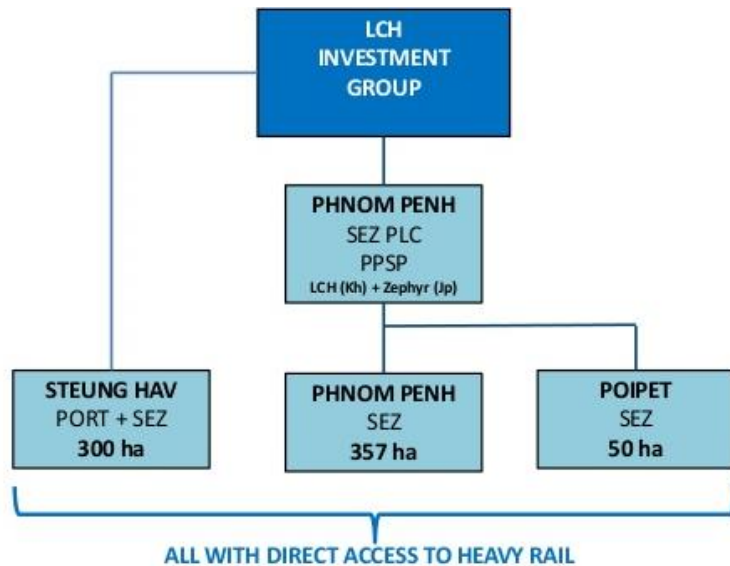 LCH
INVESTMENT
GROUP
PHNOM PENH
SEZ PLC
PPSP
LCH (Kh) + Zephyr (Jp)
STEUNG HAV
PORT + SEZ
300 ha
PHNOM PENH
SEZ
357 ha
POIPET
SEZ
50 ha
ALL WITH DIRECT ACCESS TO HEAVY RAIL